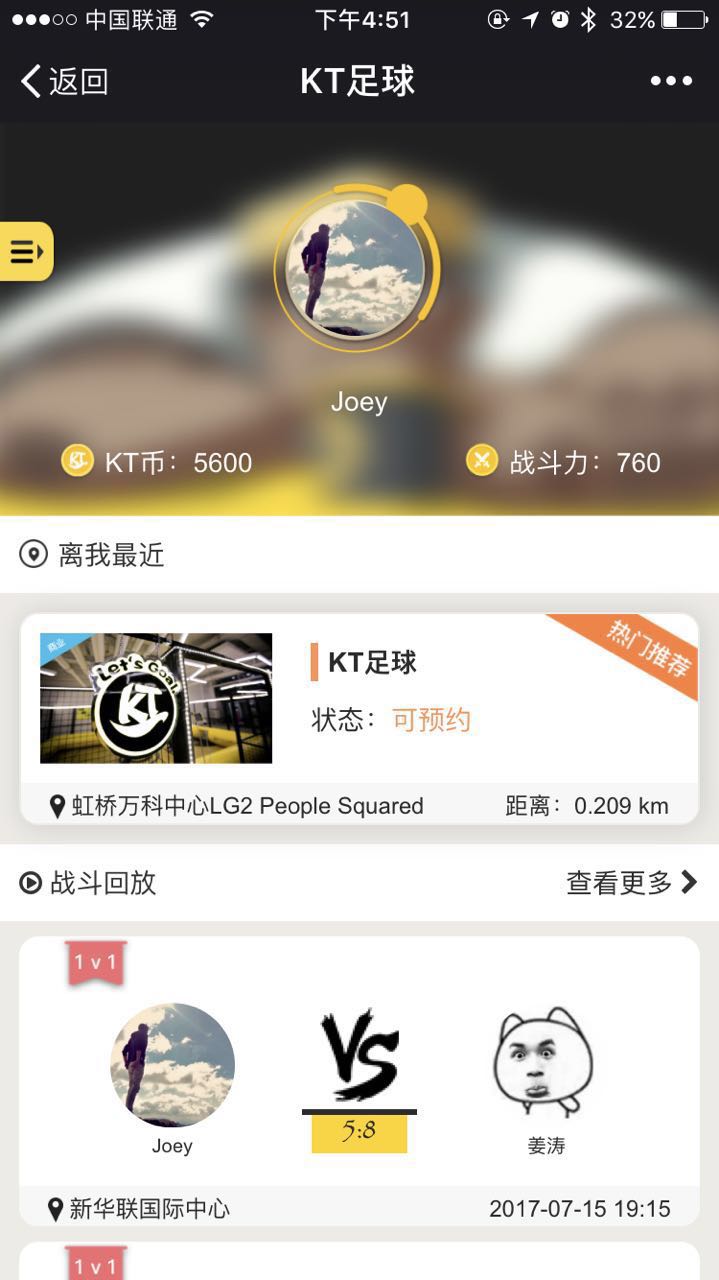 中国联通 下午4:51 32%
返回 KT足球
Joey
KT币：5600 战斗力：760
离我最近
商业
Let's Goal
KT
KT足球
热门推荐
状态：可预约
虹桥万科中心LG2 People Squared 距离：0.209 km
战斗回放 查看更多
1 v 1
VS
5:8
Joey 姜涛
新华联国际中心 2017-07-15 19:15
1 v 1